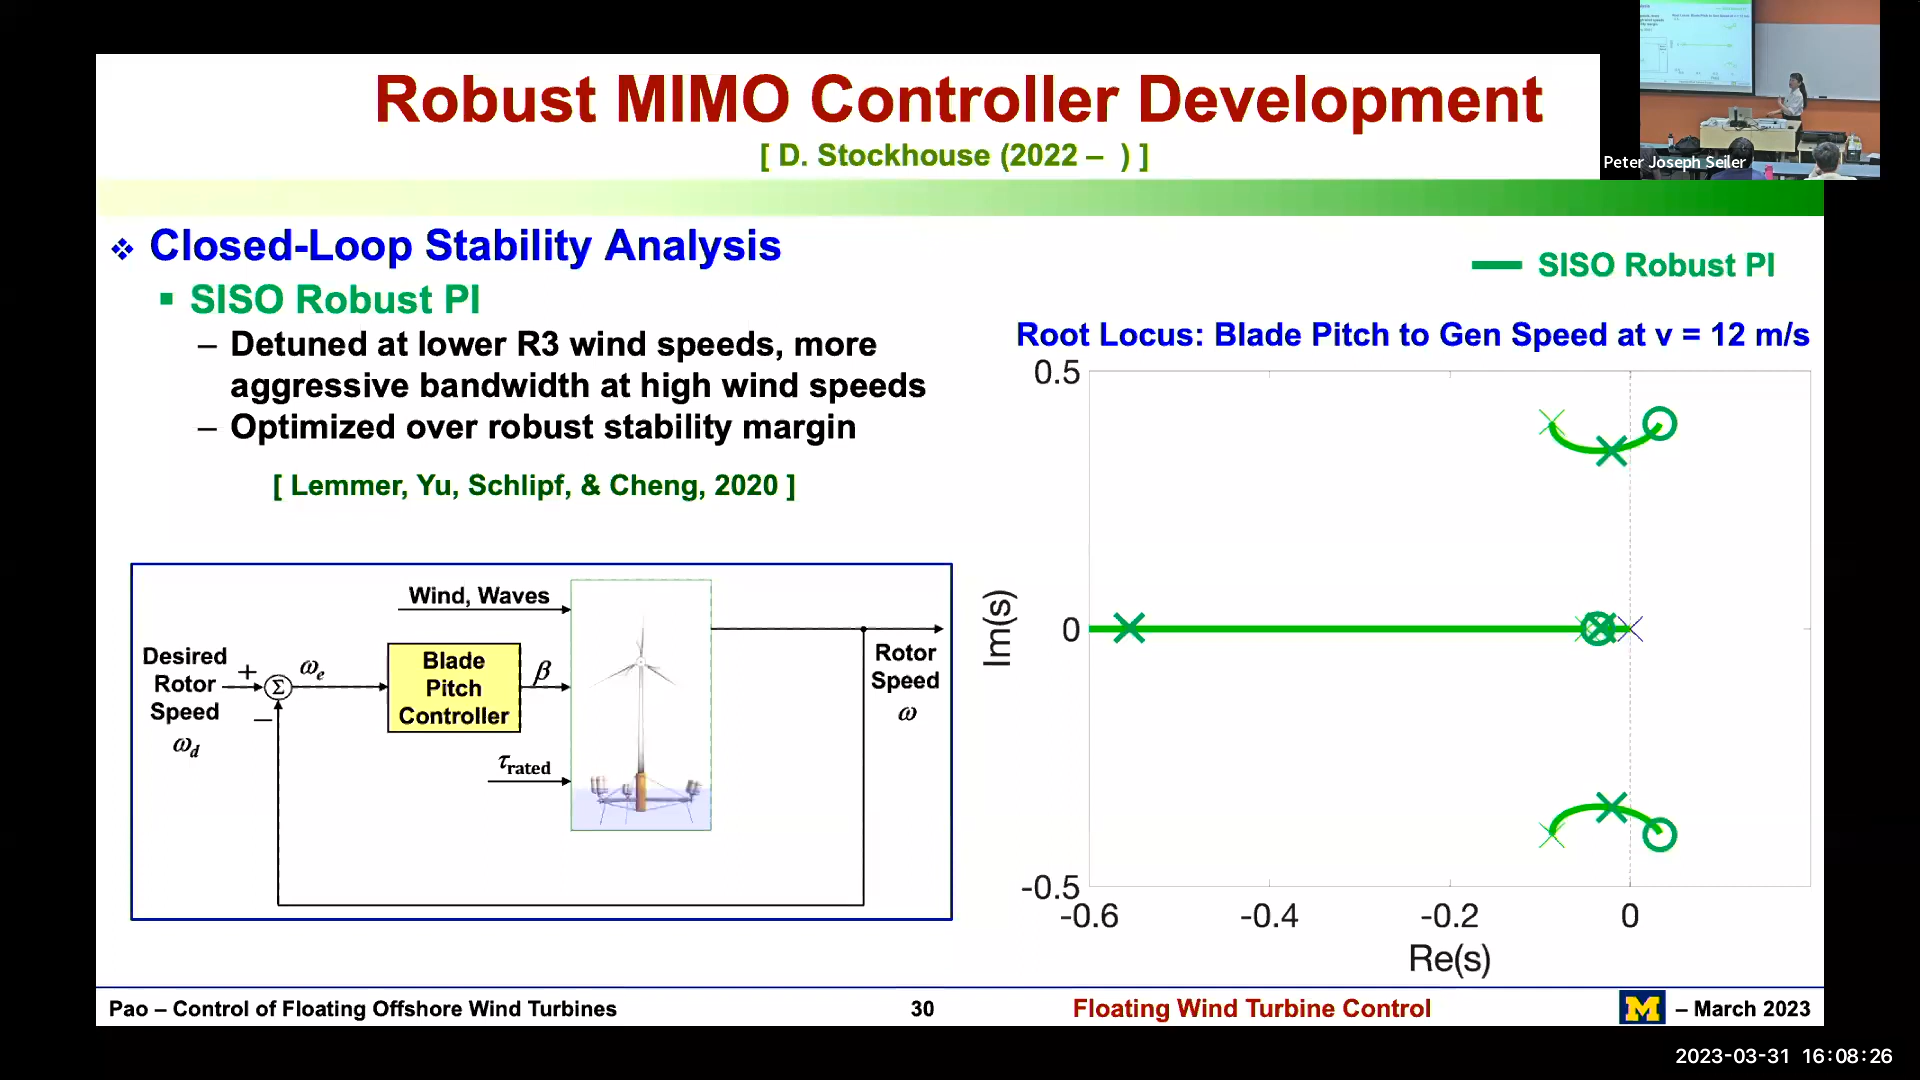 Robust MIMO Controller Development
[ D. Stockhouse (2022 –  ) ]
Peter Joseph Seiler
❖ Closed-Loop Stability Analysis
▪ SISO Robust PI
– Detuned at lower R3 wind speeds, more
aggressive bandwidth at high wind speeds
– Optimized over robust stability margin
[ Lemmer, Yu, Schlipf, & Cheng, 2020 ]
SISO Robust PI
Root Locus: Blade Pitch to Gen Speed at v = 12 m/s
0.5
0
-0.5
Im(s)
-0.6
-0.4
-0.2
0
Re(s)
Wind, Waves
Desired
Rotor
Speed
ω_d
+
Σ
–
ω_e
Blade
Pitch
Controller
β
τ_rated
Rotor
Speed
ω
Pao – Control of Floating Offshore Wind Turbines
30
Floating Wind Turbine Control
M – March 2023
2023-03-31 16:08:26